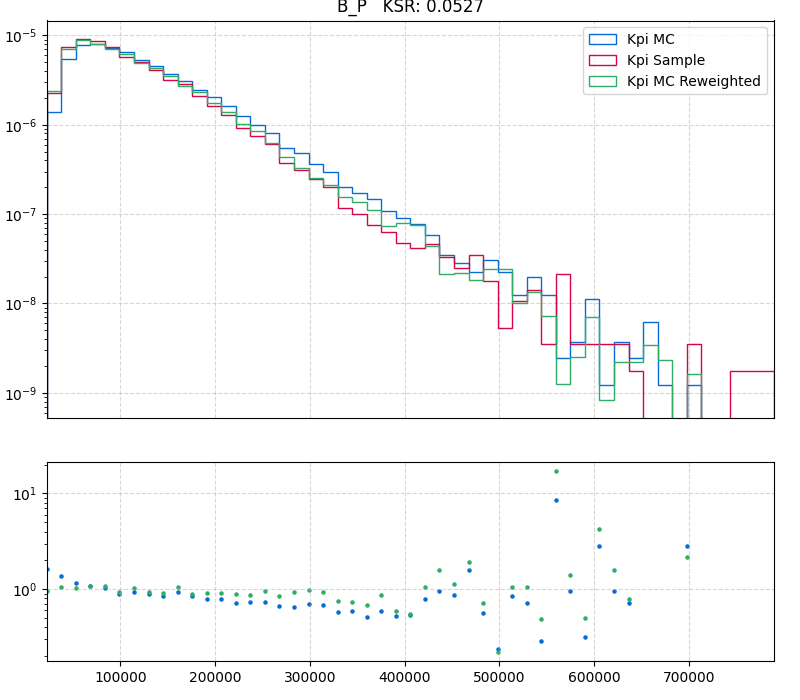 B_P KSR: 0.0527
10⁻⁵
10⁻⁶
10⁻⁷
10⁻⁸
10⁻⁹
Kpi MC
Kpi Sample
Kpi MC Reweighted
10¹
10⁰
100000 200000 300000 400000 500000 600000 700000